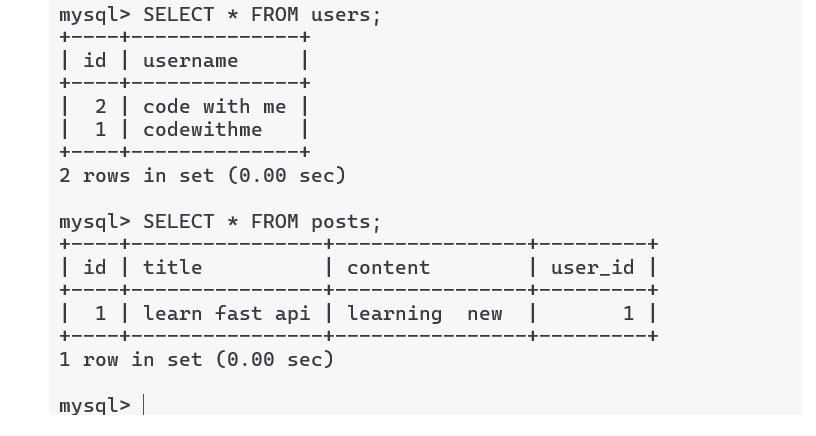 mysql> SELECT * FROM users;
+----+--------------+
| id | username     |
+----+--------------+
|  2 | code with me |
|  1 | codewithme   |
+----+--------------+
2 rows in set (0.00 sec)
mysql> SELECT * FROM posts;
+----+----------------+----------------+---------+
| id | title          | content        | user_id |
+----+----------------+----------------+---------+
|  1 | learn fast api | learning  new  |       1 |
+----+----------------+----------------+---------+
1 row in set (0.00 sec)
mysql>